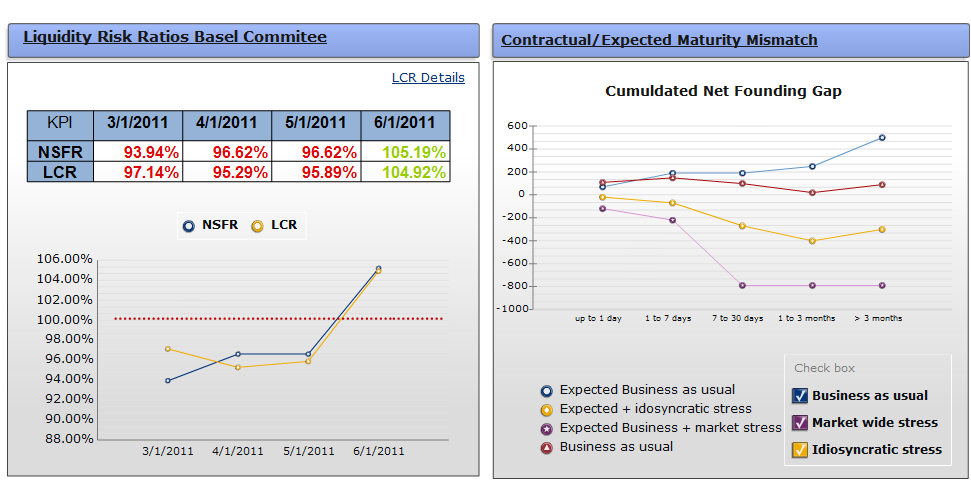 Liquidity Risk Ratios Basel Commitee
LCR Details
KPI 3/1/2011 4/1/2011 5/1/2011 6/1/2011
NSFR 93.94% 96.62% 96.62% 105.19%
LCR 97.14% 95.29% 95.89% 104.92%
NSFR LCR
106.00%
104.00%
102.00%
100.00%
98.00%
96.00%
94.00%
92.00%
90.00%
88.00%
3/1/2011 4/1/2011 5/1/2011 6/1/2011
Contractual/Expected Maturity Mismatch
Cumuldated Net Founding Gap
600
400
200
0
-200
-400
-600
-800
-1000
up to 1 day 1 to 7 days 7 to 30 days 1 to 3 months > 3 months
Expected Business as usual
Expected + idosyncratic stress
Expected Business + market stress
Business as usual
Check box
Business as usual
Market wide stress
Idiosyncratic stress